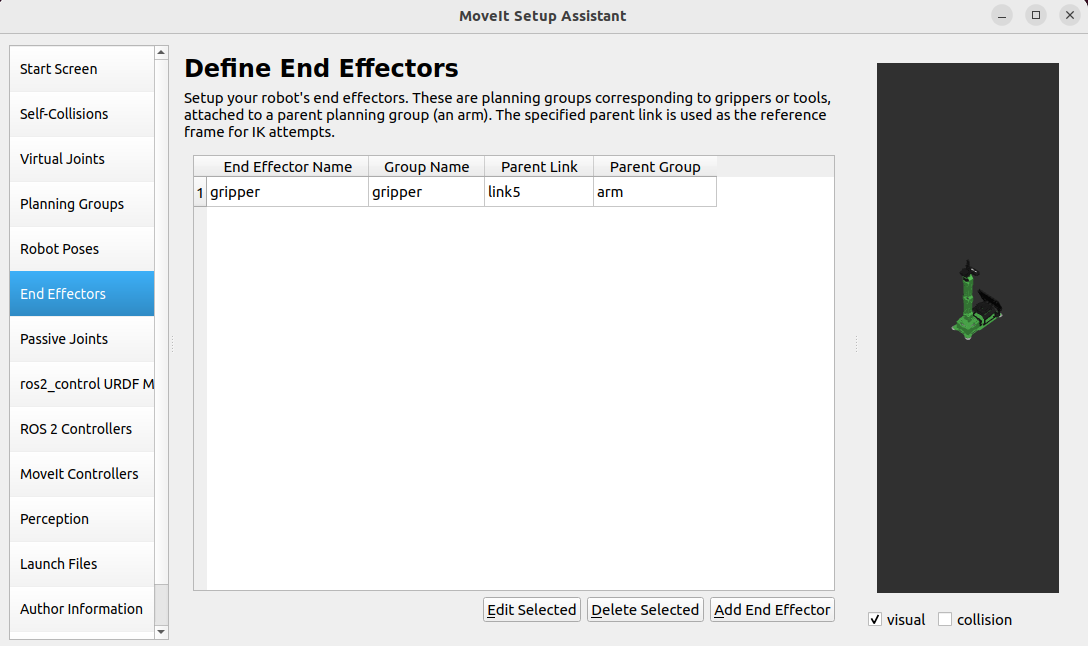 MoveIt Setup Assistant
Start Screen
Self-Collisions
Virtual Joints
Planning Groups
Robot Poses
End Effectors
Passive Joints
ros2_control URDF M
ROS 2 Controllers
MoveIt Controllers
Perception
Launch Files
Author Information
Define End Effectors
Setup your robot's end effectors. These are planning groups corresponding to grippers or tools,
attached to a parent planning group (an arm). The specified parent link is used as the reference
frame for IK attempts.
End Effector Name Group Name Parent Link Parent Group
1 gripper gripper link5 arm
Edit Selected Delete Selected Add End Effector
visual collision